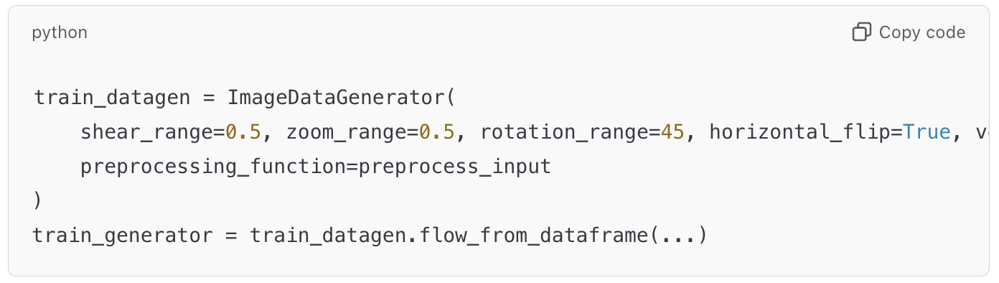 python
Copy code
train_datagen = ImageDataGenerator(
    shear_range=0.5, zoom_range=0.5, rotation_range=45, horizontal_flip=True,
    preprocessing_function=preprocess_input
)
train_generator = train_datagen.flow_from_dataframe(...)